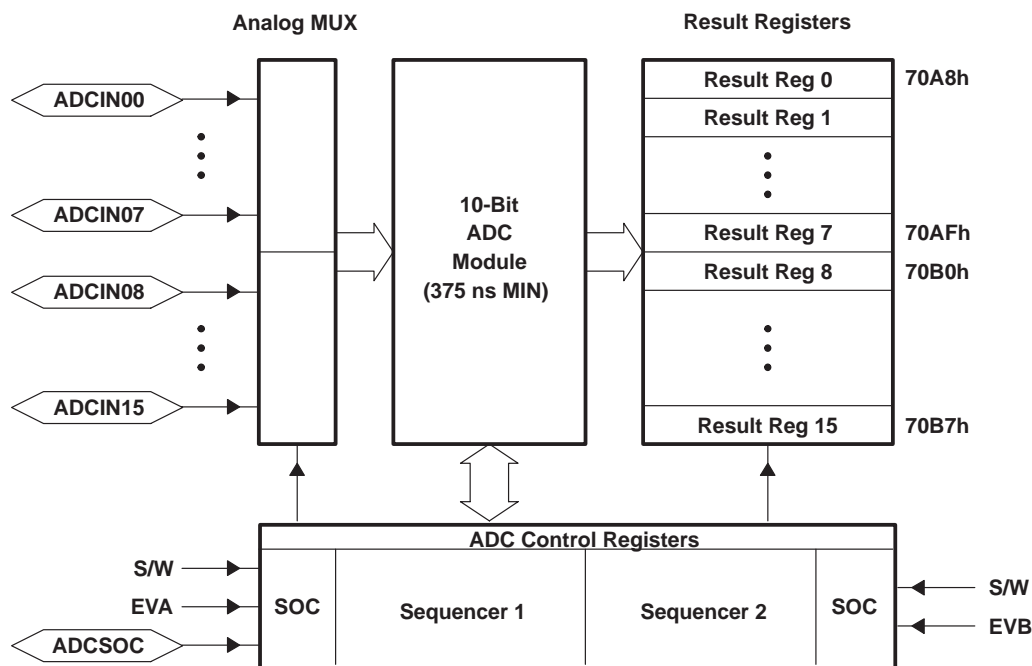 Analog MUX
Result Registers
ADCIN00
ADCIN07
ADCIN08
ADCIN15
10-Bit
ADC
Module
(375 ns MIN)
Result Reg 0
70A8h
Result Reg 1
Result Reg 7
70AFh
Result Reg 8
70B0h
Result Reg 15
70B7h
ADC Control Registers
S/W
EVA
ADCSOC
SOC
Sequencer 1
Sequencer 2
SOC
S/W
EVB